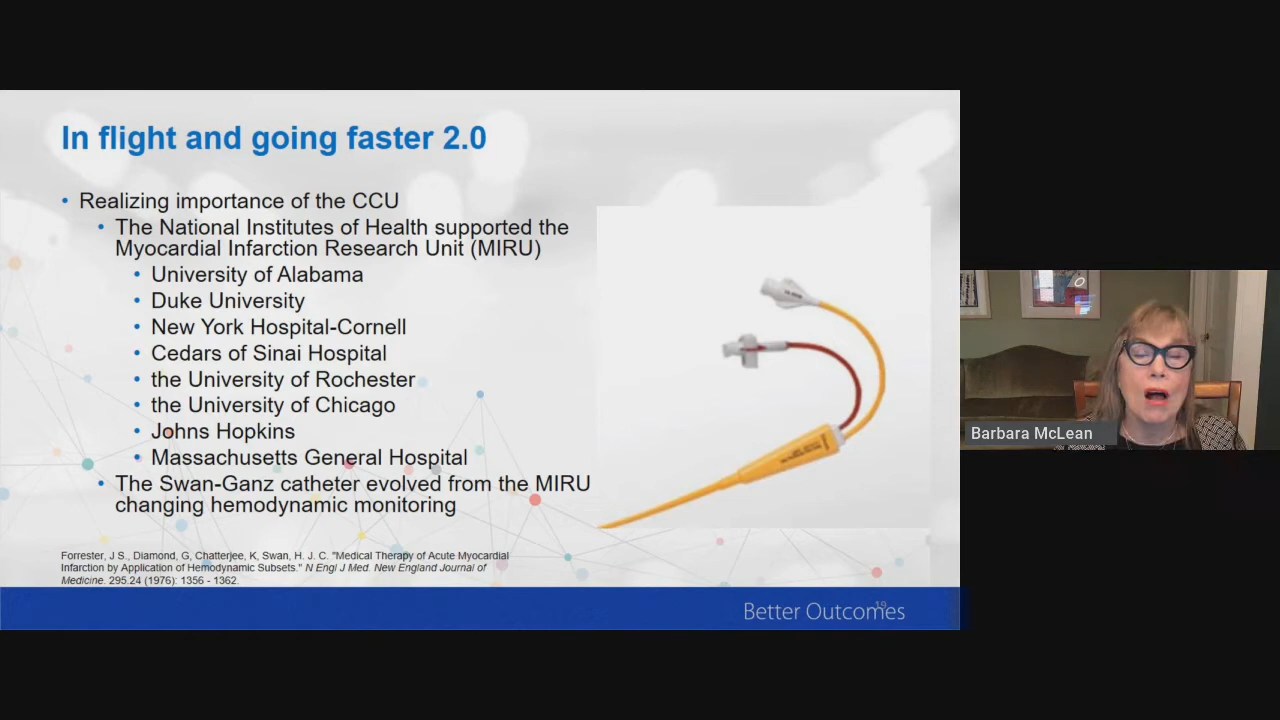 In flight and going faster 2.0
• Realizing importance of the CCU
• The National Institutes of Health supported the
Myocardial Infarction Research Unit (MIRU)
• University of Alabama
• Duke University
• New York Hospital-Cornell
• Cedars of Sinai Hospital
• the University of Rochester
• the University of Chicago
• Johns Hopkins
• Massachusetts General Hospital
• The Swan-Ganz catheter evolved from the MIRU
changing hemodynamic monitoring
Forrester, J S., Diamond, G, Chatterjee, K, Swan, H. J. C. "Medical Therapy of Acute Myocardial
Infarction by Application of Hemodynamic Subsets." N Engl J Med. New England Journal of
Medicine. 295.24 (1976): 1356 - 1362.
Better Outcomes
Barbara McLean